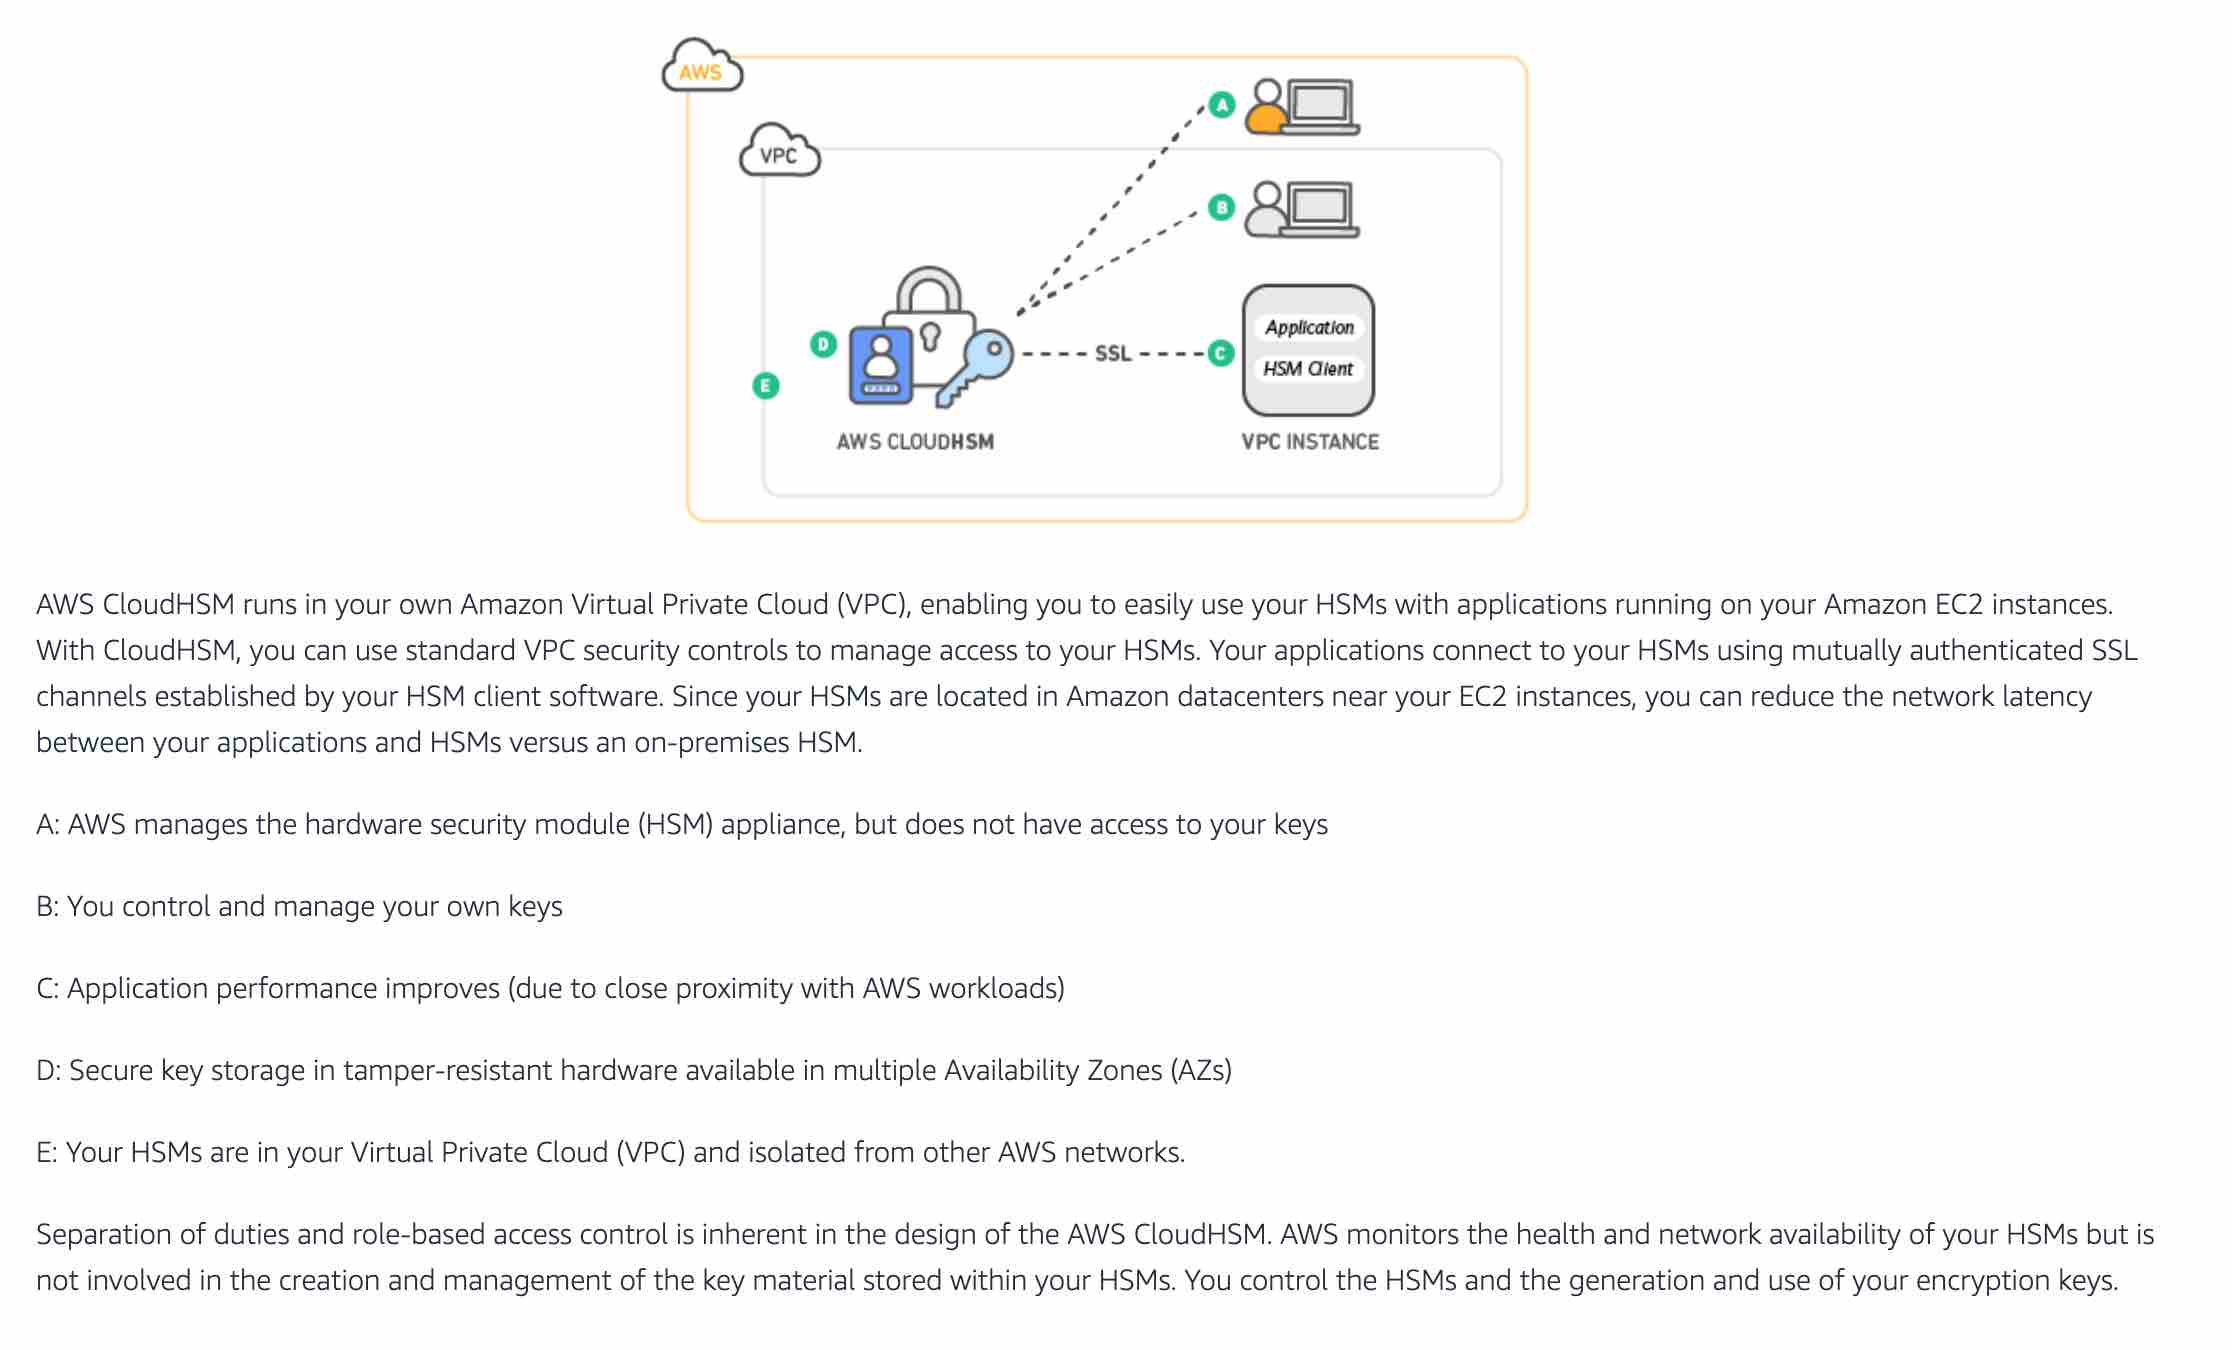 AWS
A
VPC
B
Application
D
SSL
C
HSM Client
E
AWS CLOUDHSM
VPC INSTANCE
AWS CloudHSM runs in your own Amazon Virtual Private Cloud (VPC), enabling you to easily use your HSMs with applications running on your Amazon EC2 instances.
With CloudHSM, you can use standard VPC security controls to manage access to your HSMs. Your applications connect to your HSMs using mutually authenticated SSL
channels established by your HSM client software. Since your HSMs are located in Amazon datacenters near your EC2 instances, you can reduce the network latency
between your applications and HSMs versus an on-premises HSM.
A: AWS manages the hardware security module (HSM) appliance, but does not have access to your keys
B: You control and manage your own keys
C: Application performance improves (due to close proximity with AWS workloads)
D: Secure key storage in tamper-resistant hardware available in multiple Availability Zones (AZs)
E: Your HSMs are in your Virtual Private Cloud (VPC) and isolated from other AWS networks.
Separation of duties and role-based access control is inherent in the design of the AWS CloudHSM. AWS monitors the health and network availability of your HSMs but is
not involved in the creation and management of the key material stored within your HSMs. You control the HSMs and the generation and use of your encryption keys.